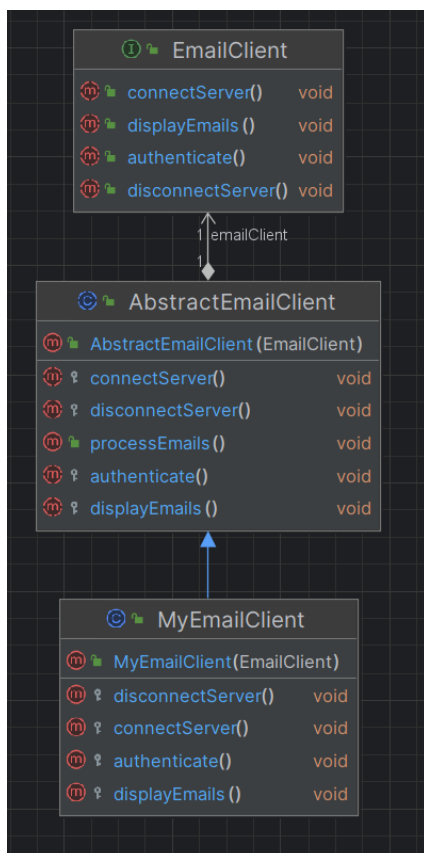 EmailClient
connectServer() void
displayEmails() void
authenticate() void
disconnectServer() void
1 emailClient
1
AbstractEmailClient
AbstractEmailClient(EmailClient)
connectServer() void
disconnectServer() void
processEmails() void
authenticate() void
displayEmails() void
MyEmailClient
MyEmailClient(EmailClient)
disconnectServer() void
connectServer() void
authenticate() void
displayEmails() void